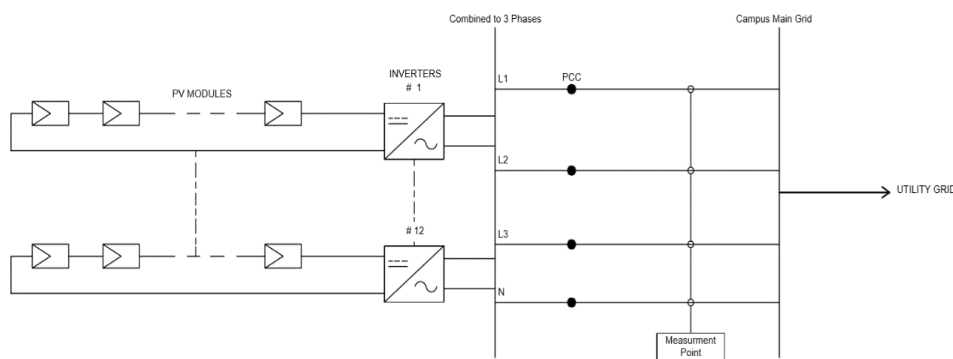 Combined to 3 Phases
Campus Main Grid
INVERTERS
# 1
PV MODULES
L1
PCC
L2
UTILITY GRID
# 12
L3
N
Measurment
Point